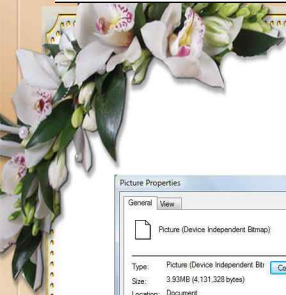 Picture Properties
General View
Picture (Device Independent Bitmap)
Type: Picture (Device Independent Bitr
Size: 3.93MB (4,131,328 bytes)
Location: Document